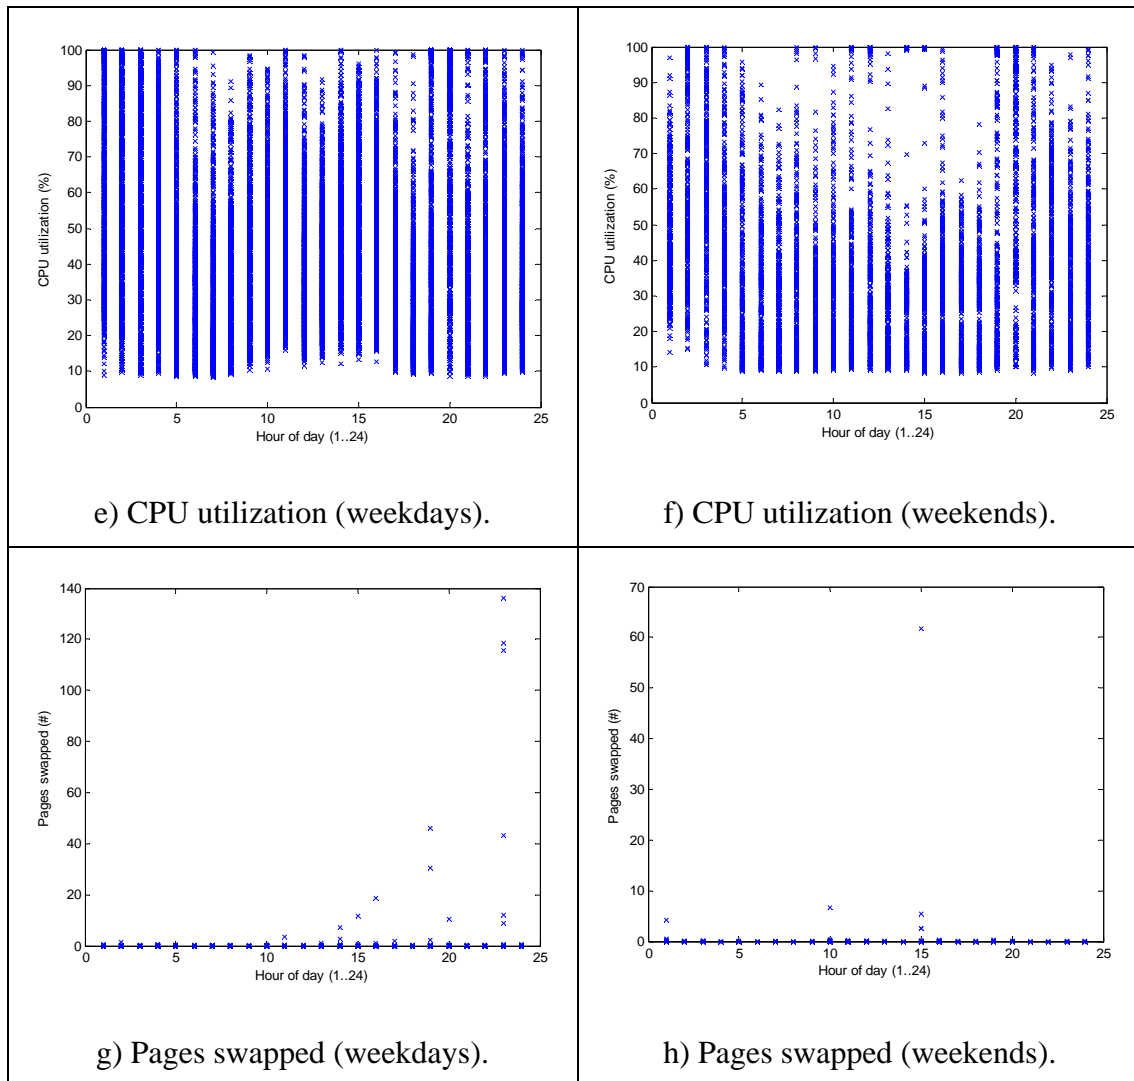 100
90
80
70
60
50
40
30
20
10
0
CPU utilization (%)
0 5 10 15 20 25
Hour of day (1..24)
e) CPU utilization (weekdays).
100
90
80
70
60
50
40
30
20
10
0
CPU utilization (%)
0 5 10 15 20 25
Hour of day (1..24)
f) CPU utilization (weekends).
140
120
100
80
60
40
20
0
Pages swapped (#)
0 5 10 15 20 25
Hour of day (1..24)
g) Pages swapped (weekdays).
70
60
50
40
30
20
10
0
Pages swapped (#)
0 5 10 15 20 25
Hour of day (1..24)
h) Pages swapped (weekends).